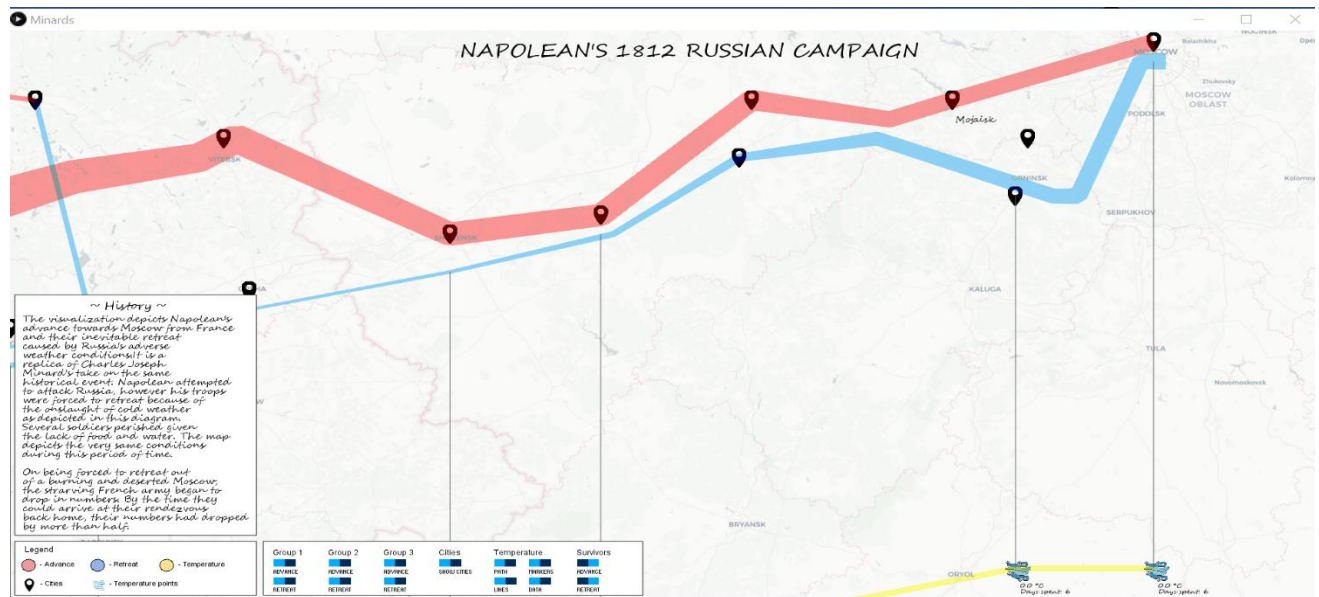 Minards
NAPOLEAN'S 1812 RUSSIAN CAMPAIGN
MOSCOW
Balashikha
Zhukovsky
MOSCOW
OBLAST
PODOLSK
Kolomna
Mojaisk
VITEBSK
OBNINSK
SERPUKHOV
KALUGA
TULA
Novomoskovsk
BRYANSK
ORYOL
~ History ~
The visualization depicts Napolean's
advance towards Moscow from France
and their inevitable retreat
caused by Russia's adverse
weather conditions.It is a
replica of Charles Joseph
Minard's take on the same
historical event. Napolean attempted
to attack Russia, however his troops
were forced to retreat because of
the onslaught of cold weather
as depicted in this diagram.
Several soldiers perished given
the lack of food and water. The map
depicts the very same conditions
during this period of time.
On being forced to retreat out
of a burning and deserted Moscow,
the strarving French army began to
drop in numbers. By the time they
could arrive at their rendezvous
back home, their numbers had dropped
by more than half.
Legend
- Advance - Retreat - Temperature
- Cities - Temperature points
Group 1 Group 2 Group 3 Cities Temperature Survivors
ADVANCE ADVANCE ADVANCE SHOW CITIES PATH MARKERS ADVANCE
RETREAT RETREAT RETREAT LINES DATA RETREAT
0.0 °C
Days spent: 6
0.0 °C
Days spent: 6